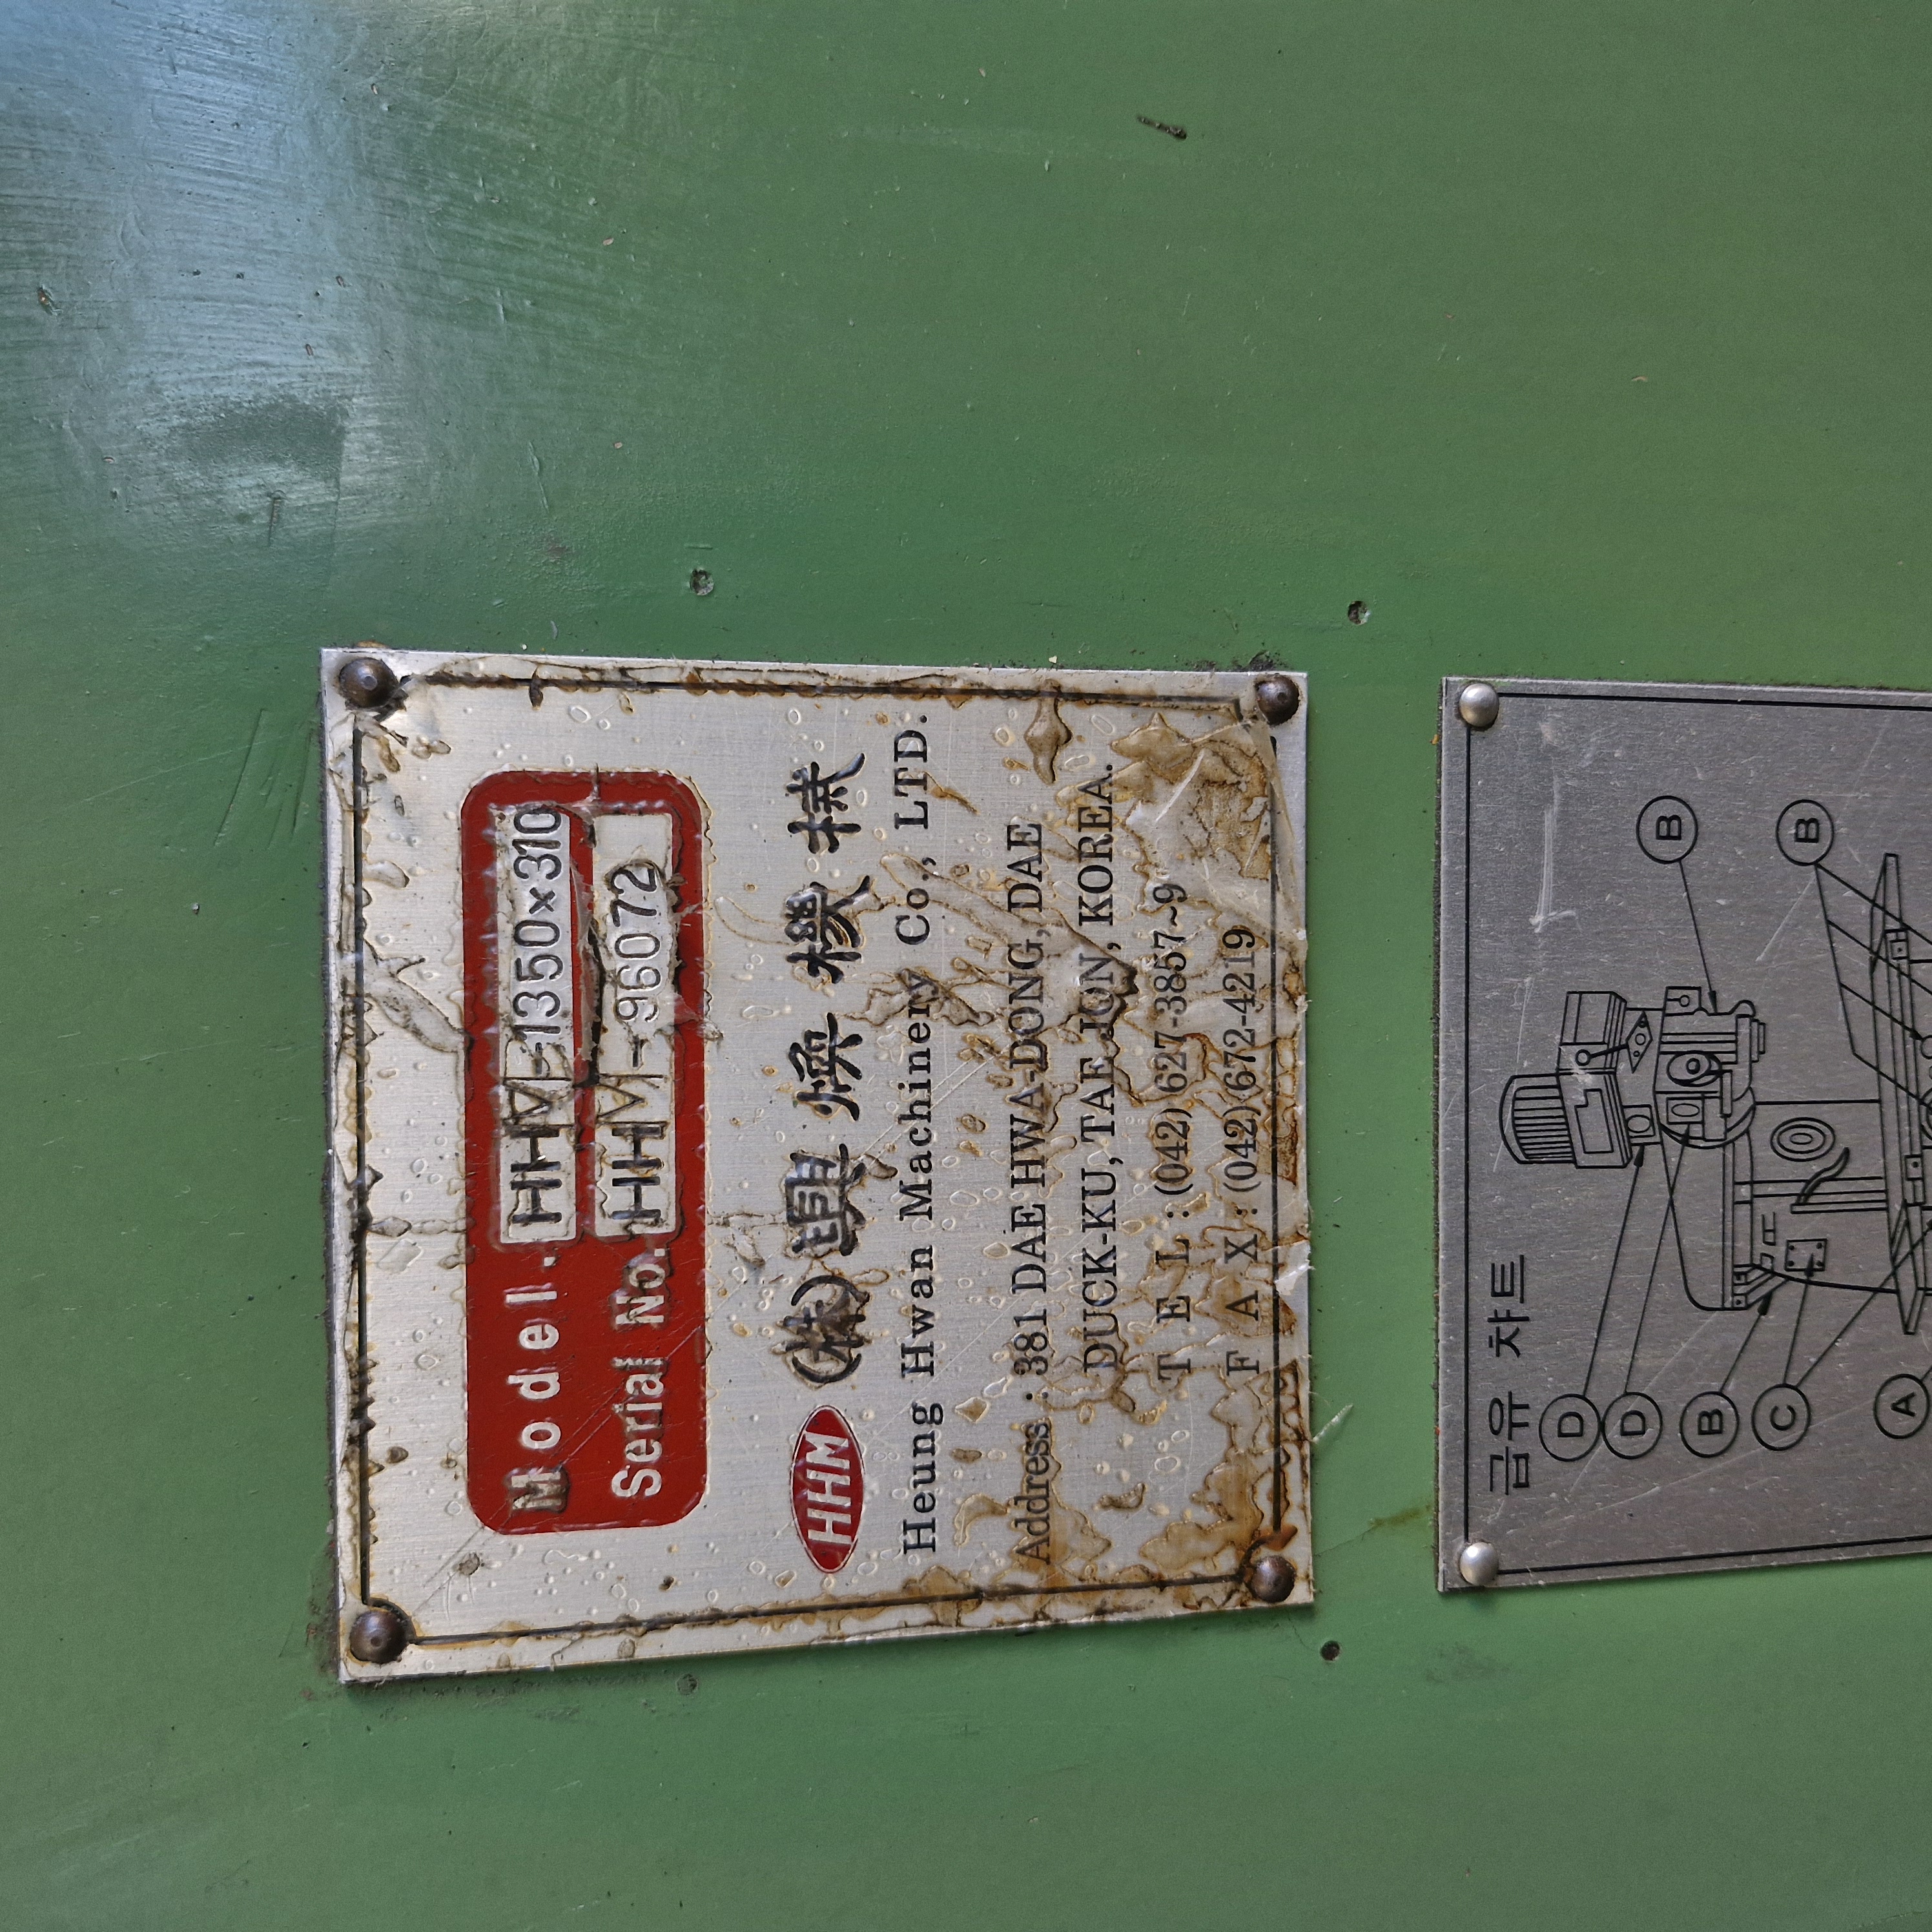 Model. HHV-1350×310
Serial No. HHV-96072
HHM (株)興煥機械
Heung Hwan Machinery Co., LTD.
Address : 381 DAE HWA-DONG, DAE
DUCK-KU, TAE JON, KOREA.
TEL : (042) 627-3857~9
FAX : (042) 672-4219
금유 챠트
D
D
B
C
A
B
B